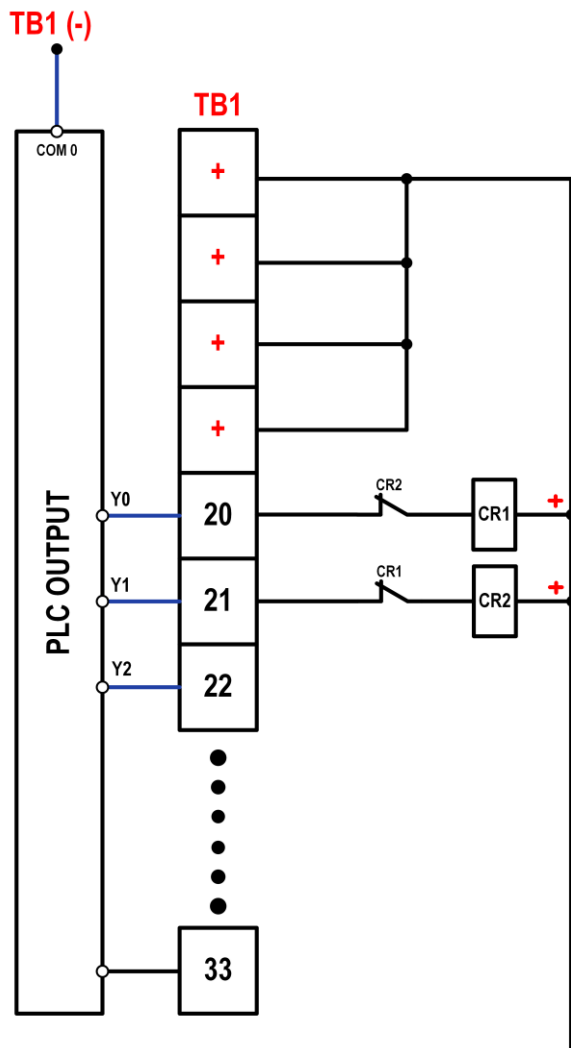 TB1 (-)
COM 0
TB1
+
+
+
+
PLC OUTPUT
Y0
20
CR2
CR1
+
Y1
21
CR1
CR2
+
Y2
22
33